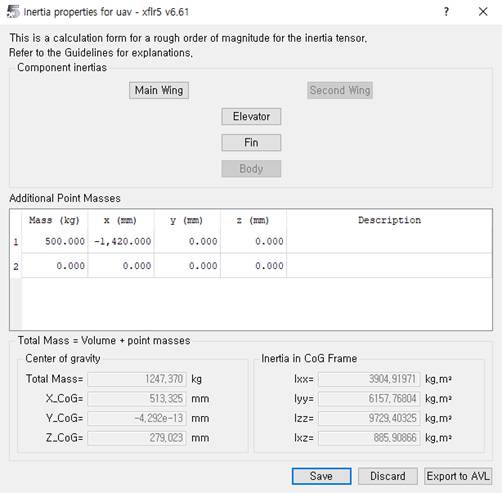 Inertia properties for uav - xflr5 v6.61
This is a calculation form for a rough order of magnitude for the inertia tensor,
Refer to the Guidelines for explanations,
Component inertias
Main Wing Second Wing
Elevator
Fin
Body
Additional Point Masses
Mass (kg) x (mm) y (mm) z (mm) Description
1 500.000 -1,420.000 0.000 0.000
2 0.000 0.000 0.000 0.000
Total Mass = Volume + point masses
Center of gravity
Total Mass= 1247,370 kg
X_CoG= 513,325 mm
Y_CoG= -4,292e-13 mm
Z_CoG= 279,023 mm
Inertia in CoG Frame
Ixx= 3904,91971 kg,m²
Iyy= 6157,76804 kg,m²
Izz= 9729,40325 kg,m²
Ixz= 885,90866 kg,m²
Save Discard Export to AVL